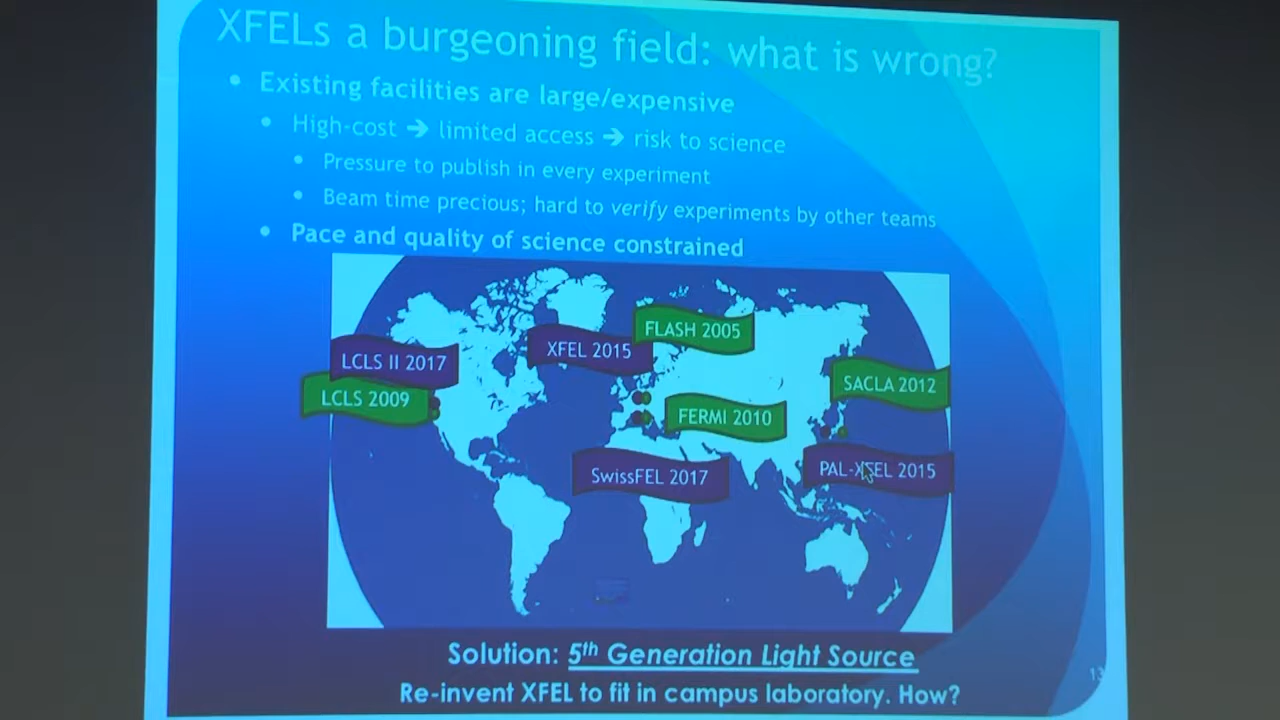 XFELs a burgeoning field: what is wrong?
• Existing facilities are large/expensive
• High-cost → limited access → risk to science
• Pressure to publish in every experiment
• Beam time precious; hard to verify experiments by other teams
• Pace and quality of science constrained
FLASH 2005
XFEL 2015
LCLS II 2017
SACLA 2012
LCLS 2009
FERMI 2010
SwissFEL 2017
PAL-XFEL 2015
Solution: 5th Generation Light Source
Re-invent XFEL to fit in campus laboratory. How?
13